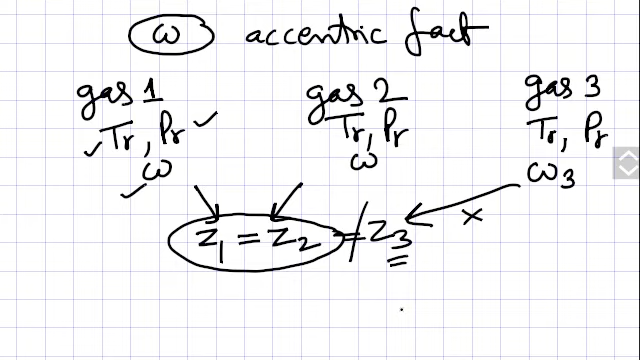 ω accentric fact
gas 1 gas 2 gas 3
Tr, Pr Tr, Pr Tr, Pr
ω ω ω3
Z1 = Z2 ≠ Z3